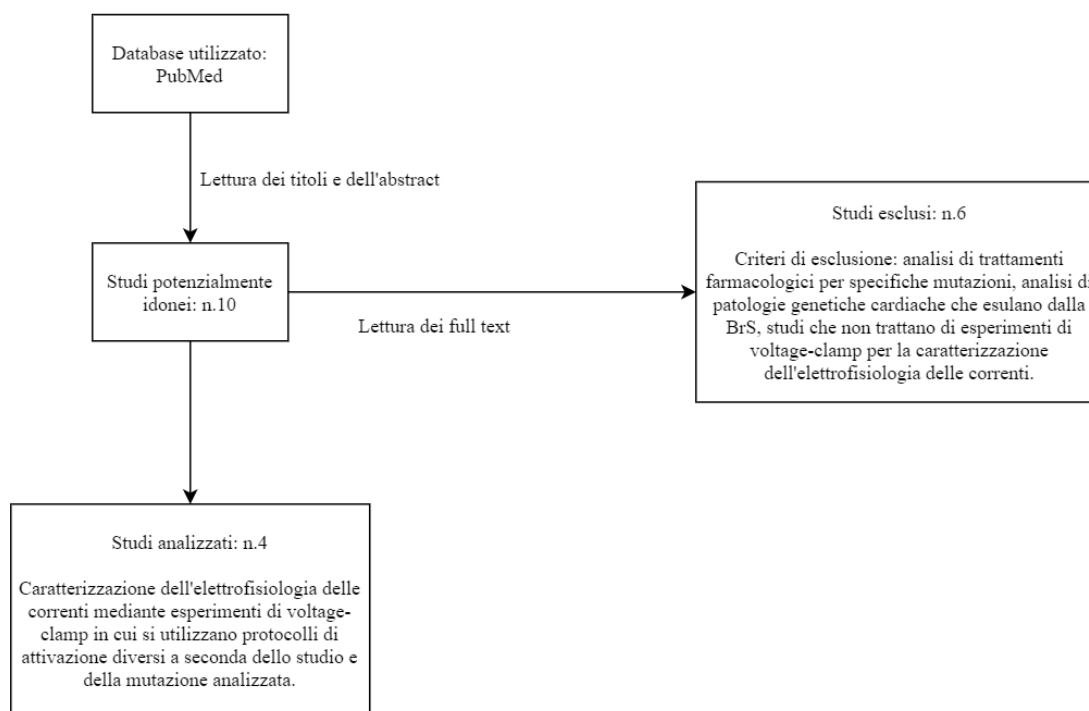 Database utilizzato:
PubMed
Lettura dei titoli e dell'abstract
Studi potenzialmente
idonei: n.10
Lettura dei full text
Studi esclusi: n.6
Criteri di esclusione: analisi di trattamenti
farmacologici per specifiche mutazioni, analisi di
patologie genetiche cardiache che esulano dalla
BrS, studi che non trattano di esperimenti di
voltage-clamp per la caratterizzazione
dell'elettrofisiologia delle correnti.
Studi analizzati: n.4
Caratterizzazione dell'elettrofisiologia delle
correnti mediante esperimenti di voltage-
clamp in cui si utilizzano protocolli di
attivazione diversi a seconda dello studio e
della mutazione analizzata.